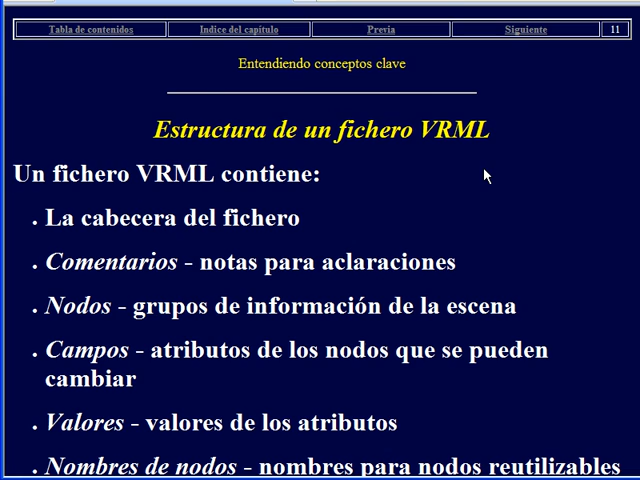 Tabla de contenidos Indice del capítulo Previa Siguiente 11
Entendiendo conceptos clave
Estructura de un fichero VRML
Un fichero VRML contiene:
• La cabecera del fichero
• Comentarios - notas para aclaraciones
• Nodos - grupos de información de la escena
• Campos - atributos de los nodos que se pueden
cambiar
• Valores - valores de los atributos
• Nombres de nodos - nombres para nodos reutilizables